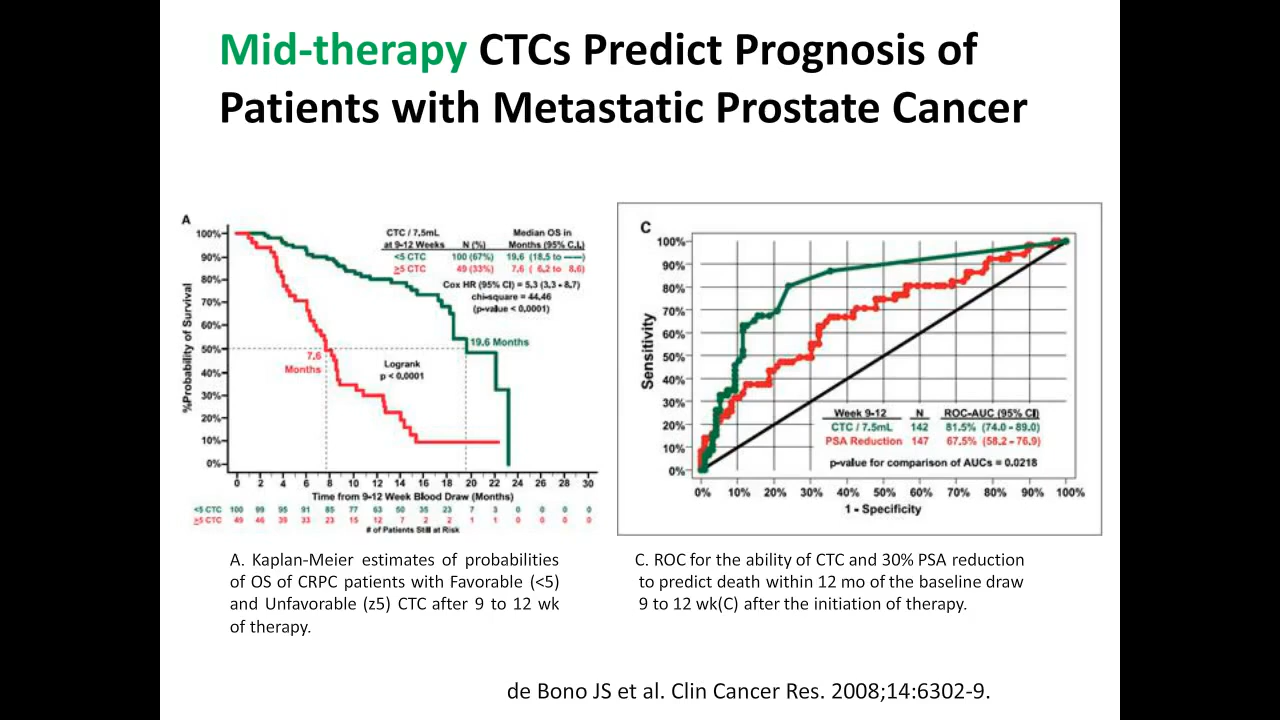 Mid-therapy CTCs Predict Prognosis of
Patients with Metastatic Prostate Cancer
A
CTC / 7.5mL Median OS in
at 9-12 Weeks N (%) Months (95% C.I.)
<5 CTC 100 (67%) 19.6 (18.5 to ——)
≥5 CTC 49 (33%) 7.6 ( 6.2 to 8.6)
Cox HR (95% CI) = 5.3 (3.3 - 8.7)
chi-square = 44.46
(p-value < 0.0001)
%Probability of Survival
100%
90%
80%
70%
60%
50%
40%
30%
20%
10%
0%
19.6 Months
7.6
Months
Logrank
p < 0.0001
0 2 4 6 8 10 12 14 16 18 20 22 24 26 28 30
Time from 9-12 Week Blood Draw (Months)
<5 CTC 100 99 95 91 85 77 63 50 35 23 7 3 0 0 0 0
≥5 CTC 49 46 39 33 23 15 12 7 2 2 1 1 0 0 0 0
# of Patients Still at Risk
C
Sensitivity
100%
90%
80%
70%
60%
50%
40%
30%
20%
10%
0%
Week 9-12 N ROC-AUC (95% CI)
CTC / 7.5mL 142 81.5% (74.0 - 89.0)
PSA Reduction 147 67.5% (58.2 - 76.9)
p-value for comparison of AUCs = 0.0218
0% 10% 20% 30% 40% 50% 60% 70% 80% 90% 100%
1 - Specificity
A. Kaplan-Meier estimates of probabilities
of OS of CRPC patients with Favorable (<5)
and Unfavorable (z5) CTC after 9 to 12 wk
of therapy.
C. ROC for the ability of CTC and 30% PSA reduction
to predict death within 12 mo of the baseline draw
9 to 12 wk(C) after the initiation of therapy.
de Bono JS et al. Clin Cancer Res. 2008;14:6302-9.